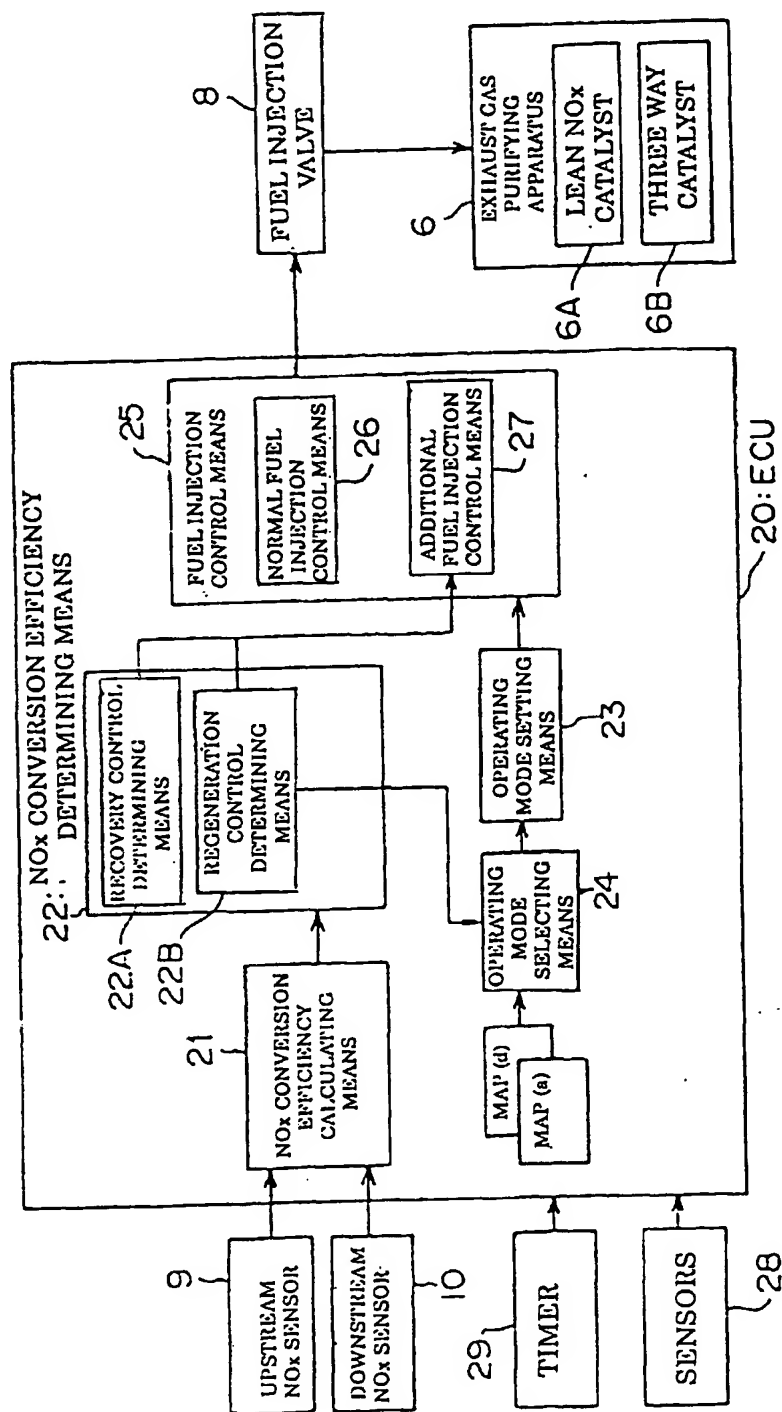 8
FUEL INJECTION
VALVE
EXHAUST GAS
PURIFYING
APPARATUS
6
LEAN NOx
CATALYST
6A
THREE WAY
CATALYST
6B
20:ECU
22: NOx CONVERSION EFFICIENCY
DETERMINING MEANS
RECOVERY CONTROL
DETERMINING
MEANS
22A
REGENERATION
CONTROL
DETERMINING
MEANS
22B
25
FUEL INJECTION
CONTROL MEANS
NORMAL FUEL
INJECTION
CONTROL MEANS
26
ADDITIONAL
FUEL INJECTION
CONTROL MEANS
27
21
NOx CONVERSION
EFFICIENCY
CALCULATING
MEANS
OPERATING
MODE SETTING
MEANS
23
OPERATING
MODE
SELECTING
MEANS
24
MAP (d)
MAP (a)
9
UPSTREAM
NOx SENSOR
DOWNSTREAM
NOx SENSOR
10
29
TIMER
SENSORS
28